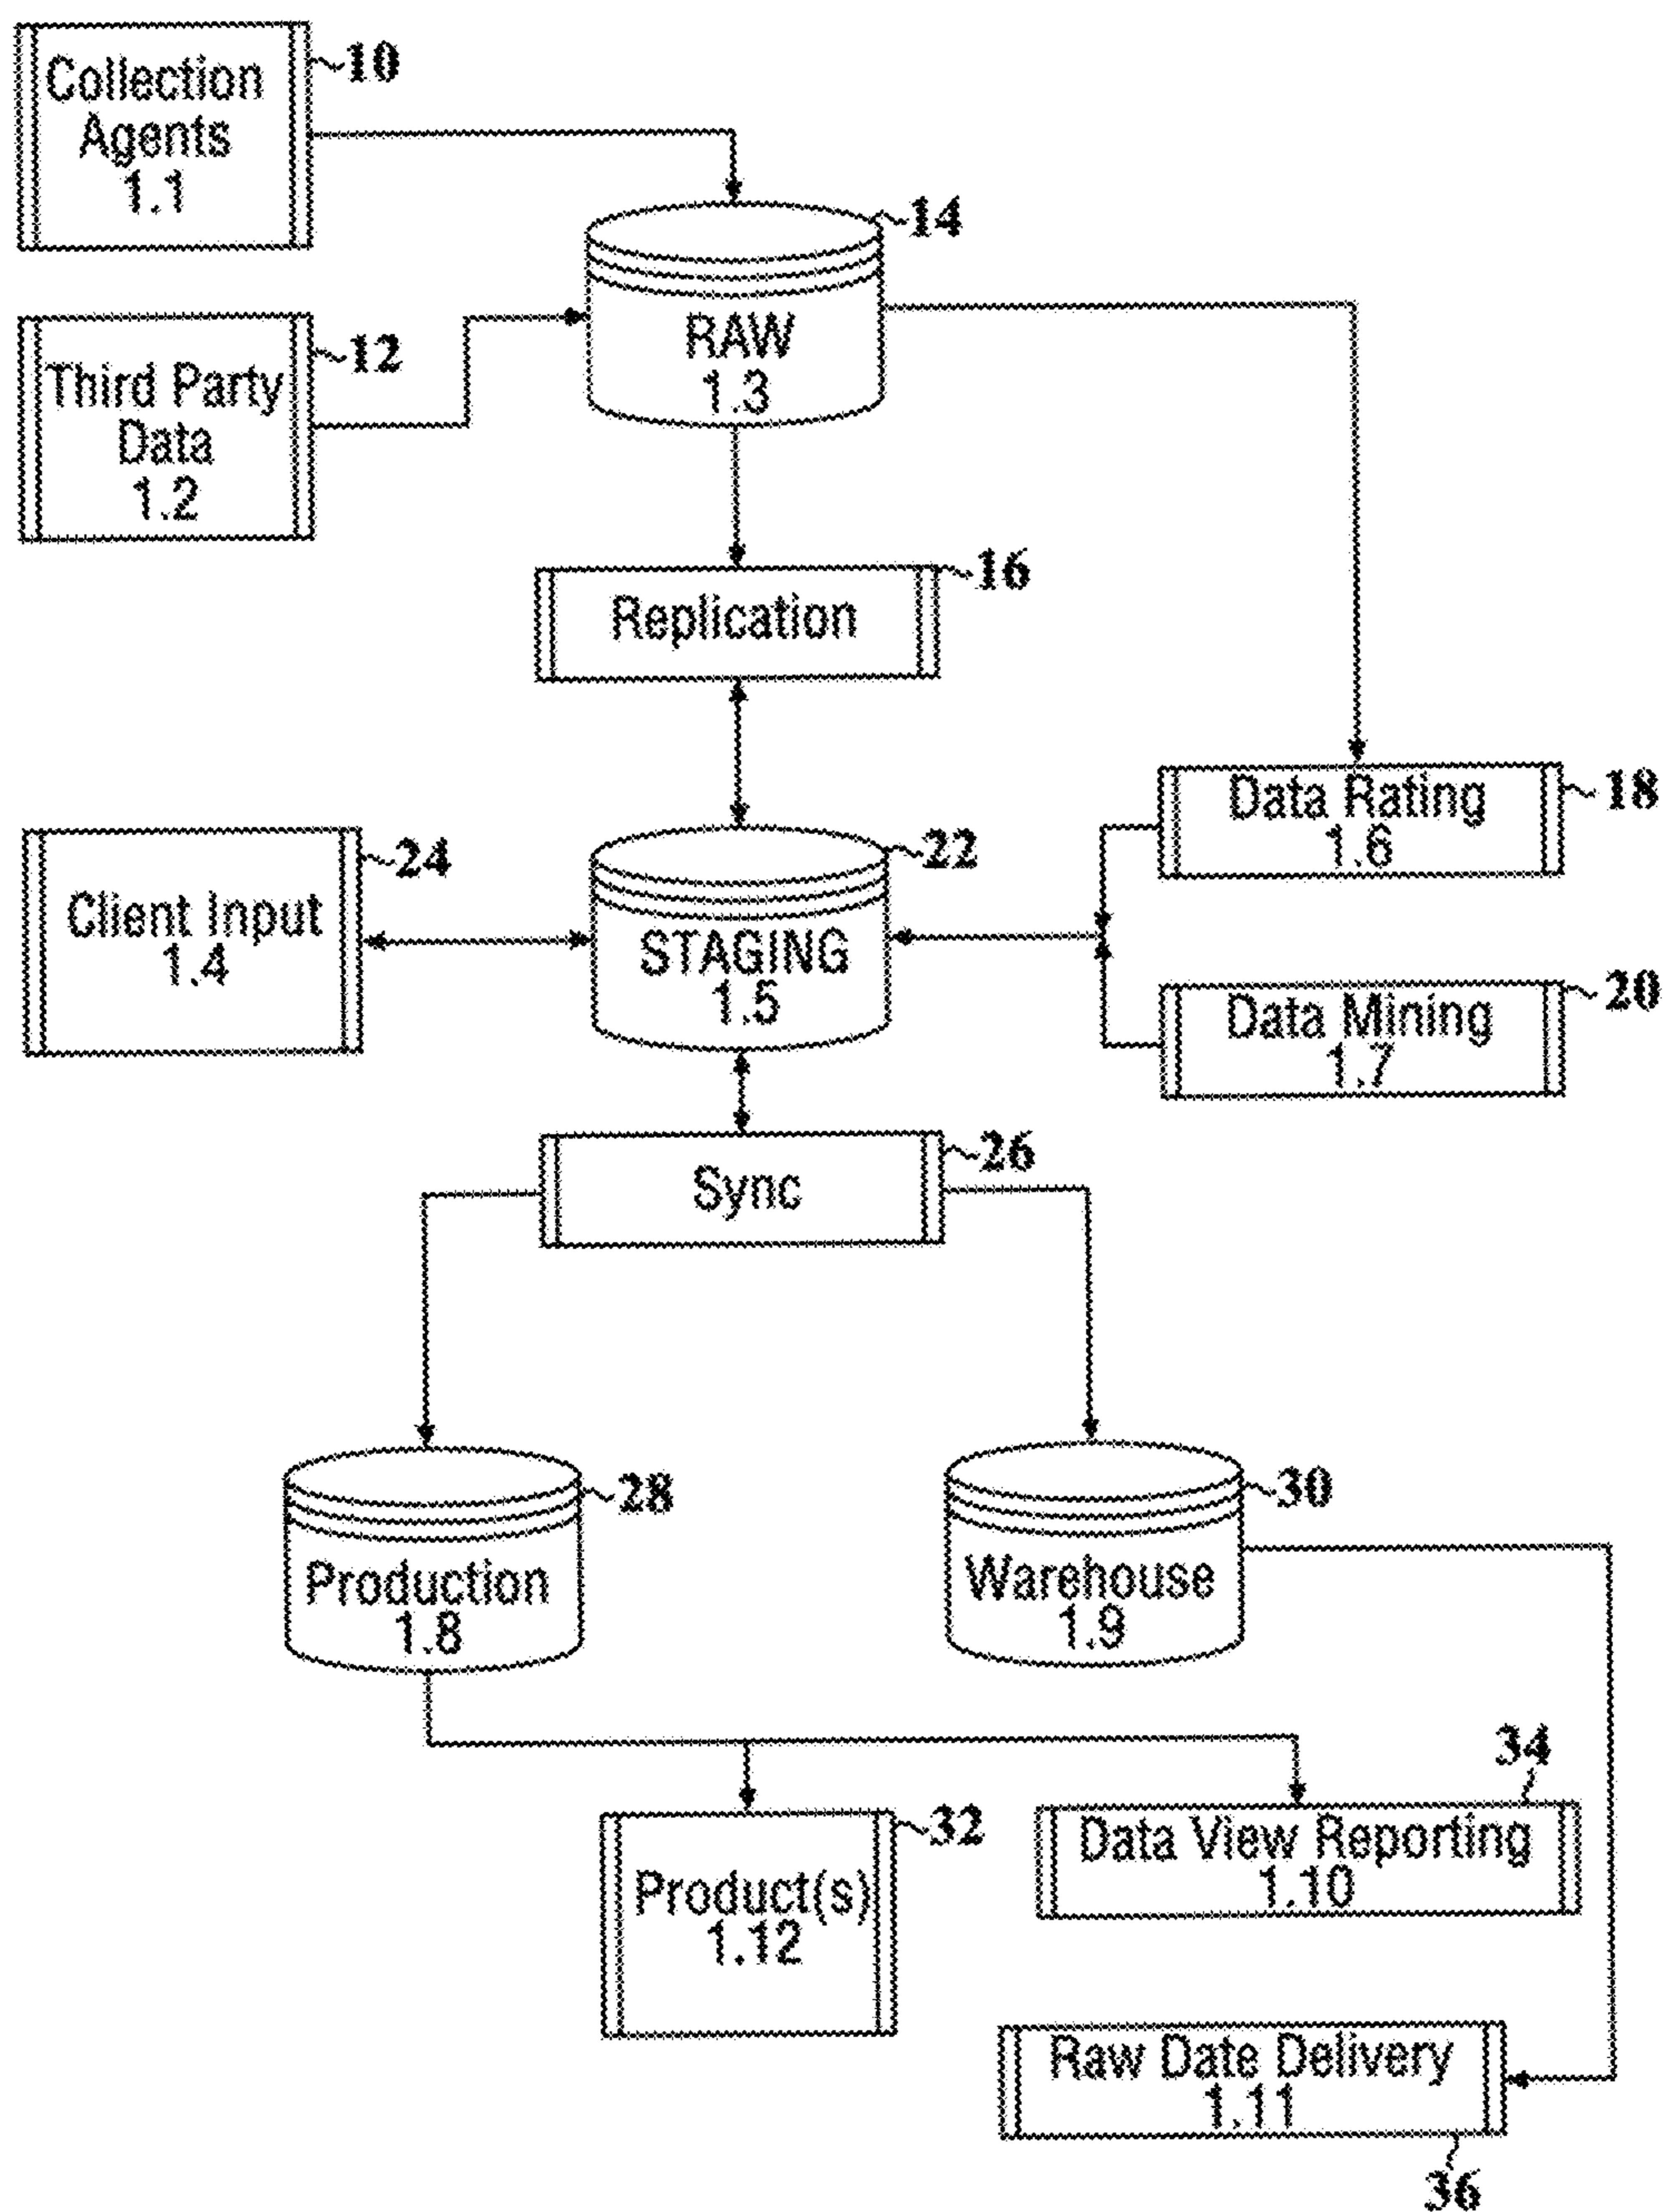 Collection
Agents
1.1
10
14
RAW
1.3
Third Party
Data
1.2
12
Replication
16
Data Rating
1.6
18
Client Input
1.4
24
STAGING
1.5
22
Data Mining
1.7
20
Sync
26
Production
1.8
28
Warehouse
1.9
30
34
Product(s)
1.12
32
Data View Reporting
1.10
Raw Date Delivery
1.11
36